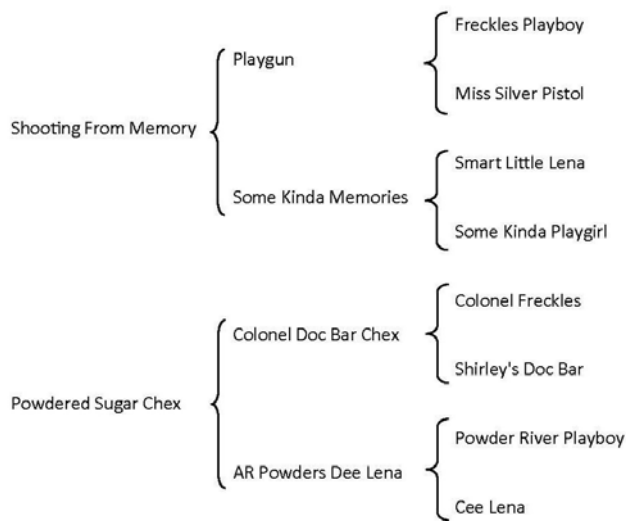 Freckles Playboy
Playgun
Miss Silver Pistol
Shooting From Memory
Smart Little Lena
Some Kinda Memories
Some Kinda Playgirl
Colonel Freckles
Colonel Doc Bar Chex
Shirley's Doc Bar
Powdered Sugar Chex
Powder River Playboy
AR Powders Dee Lena
Cee Lena